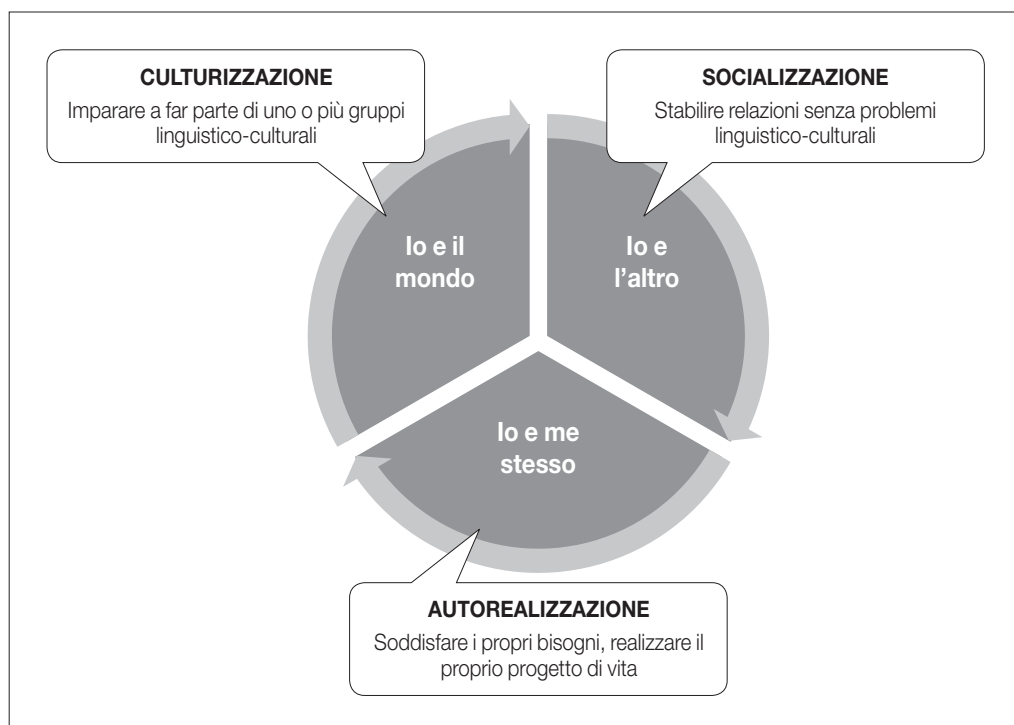 CULTURIZZAZIONE
Imparare a far parte di uno o più gruppi
linguistico-culturali
SOCIALIZZAZIONE
Stabilire relazioni senza problemi
linguistico-culturali
Io e il
mondo
Io e
l'altro
Io e me
stesso
AUTOREALIZZAZIONE
Soddisfare i propri bisogni, realizzare il
proprio progetto di vita